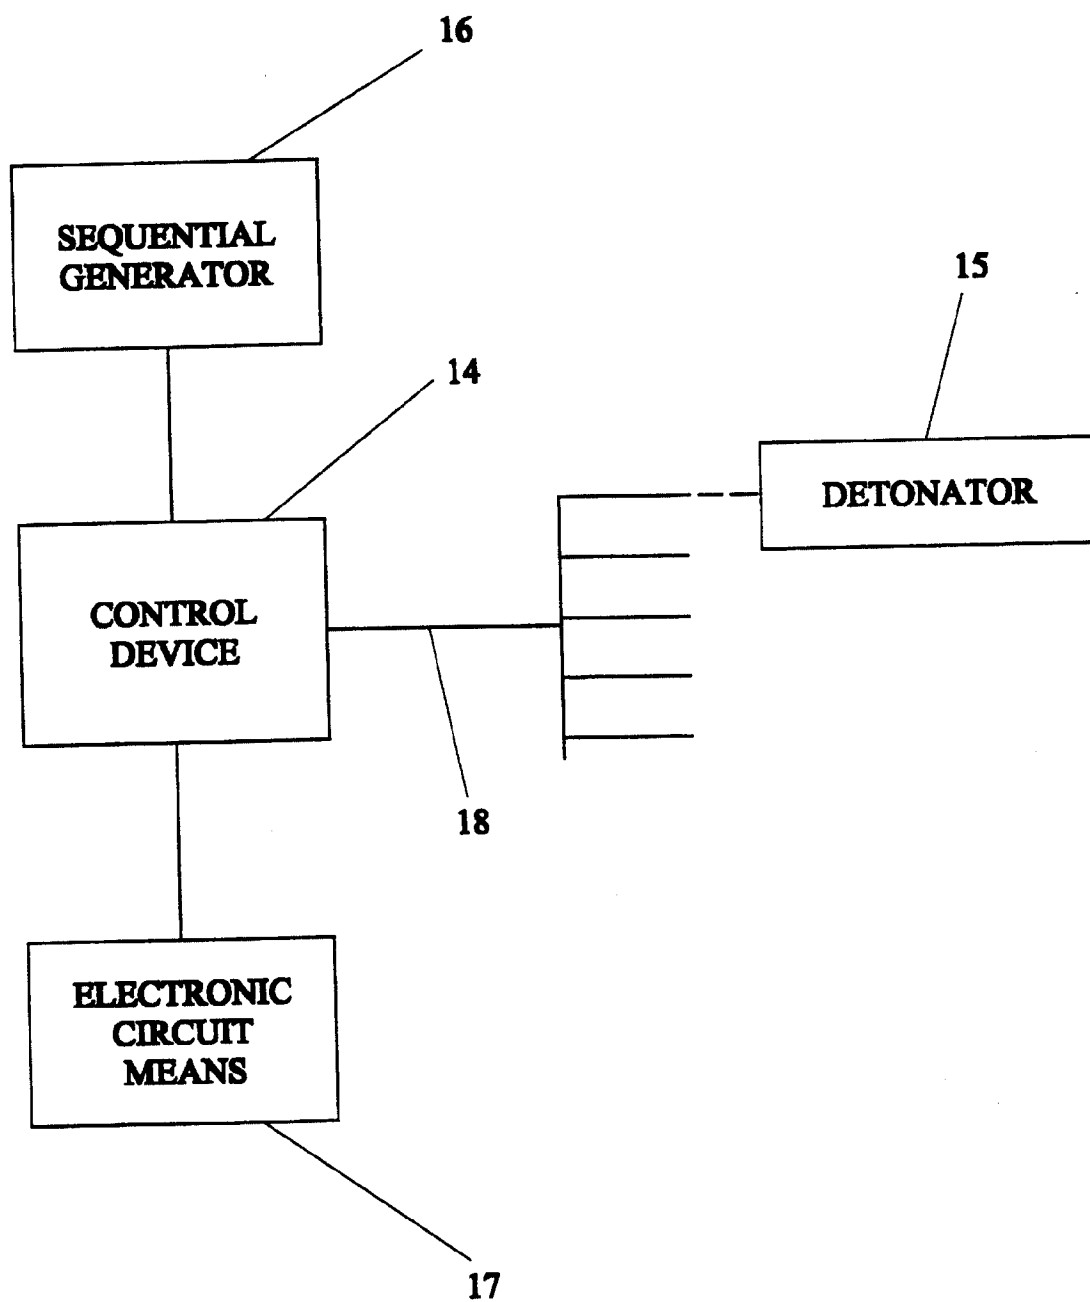 16
SEQUENTIAL
GENERATOR
15
14
DETONATOR
CONTROL
DEVICE
18
ELECTRONIC
CIRCUIT
MEANS
17